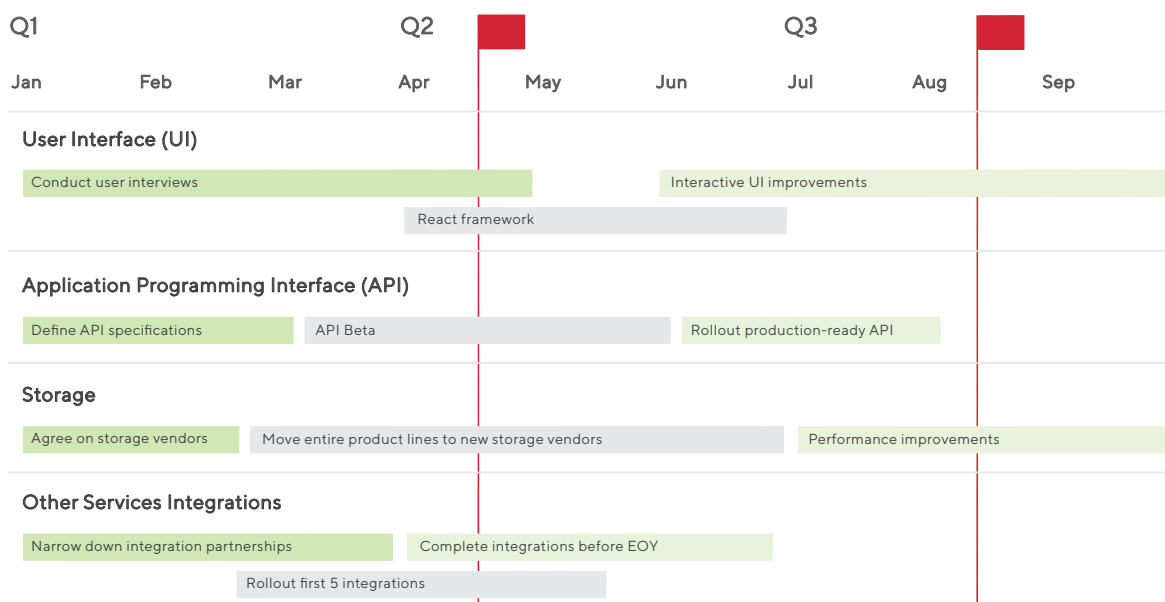 Q1 Q2 Q3
Jan Feb Mar Apr May Jun Jul Aug Sep
User Interface (UI)
Conduct user interviews Interactive UI improvements
React framework
Application Programming Interface (API)
Define API specifications API Beta Rollout production-ready API
Storage
Agree on storage vendors Move entire product lines to new storage vendors Performance improvements
Other Services Integrations
Narrow down integration partnerships Complete integrations before EOY
Rollout first 5 integrations